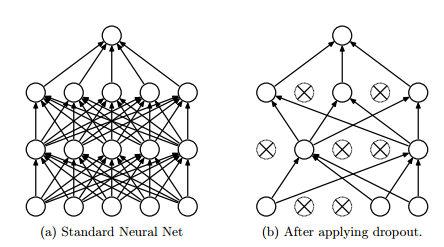 (a) Standard Neural Net
(b) After applying dropout.